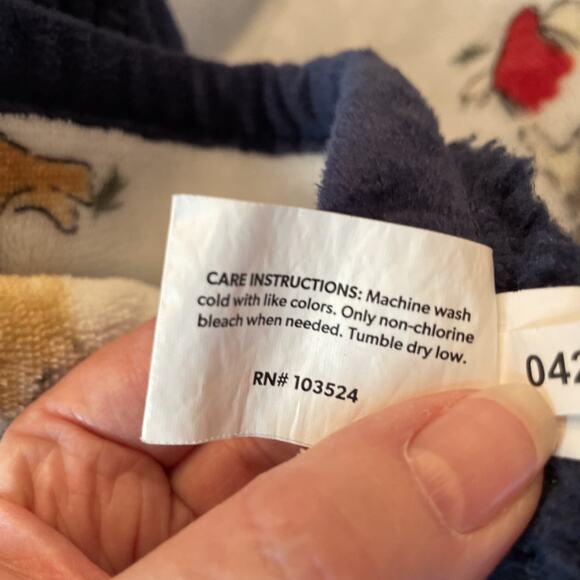 CARE INSTRUCTIONS: Machine wash
cold with like colors. Only non-chlorine
bleach when needed. Tumble dry low.
RN# 103524
042